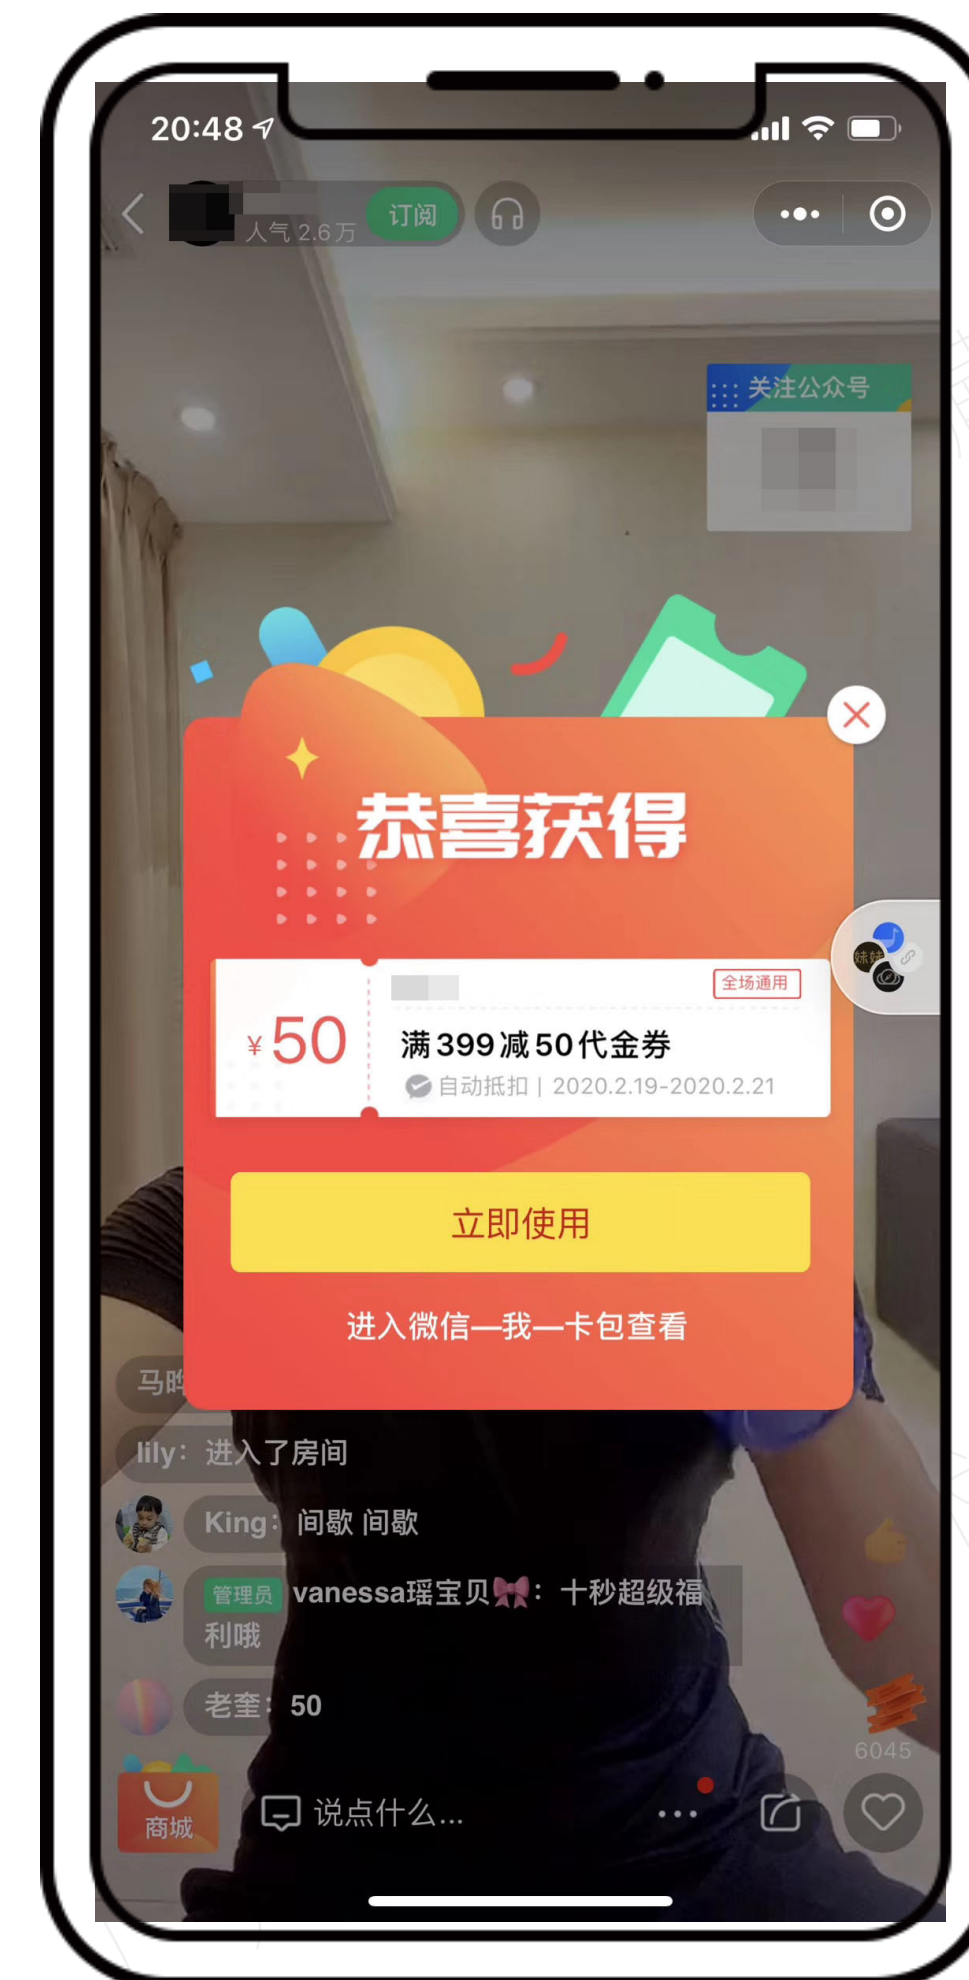 20:48
人气 2.6万
订阅
关注公众号
恭喜获得
全场通用
¥50
满399减50代金券
自动抵扣 | 2020.2.19-2020.2.21
立即使用
进入微信—我—卡包查看
lily：进入了房间
King：间歇 间歇
管理员 vanessa瑶宝贝🎀：十秒超级福
利哦
老奎：50
6045
商城
说点什么...